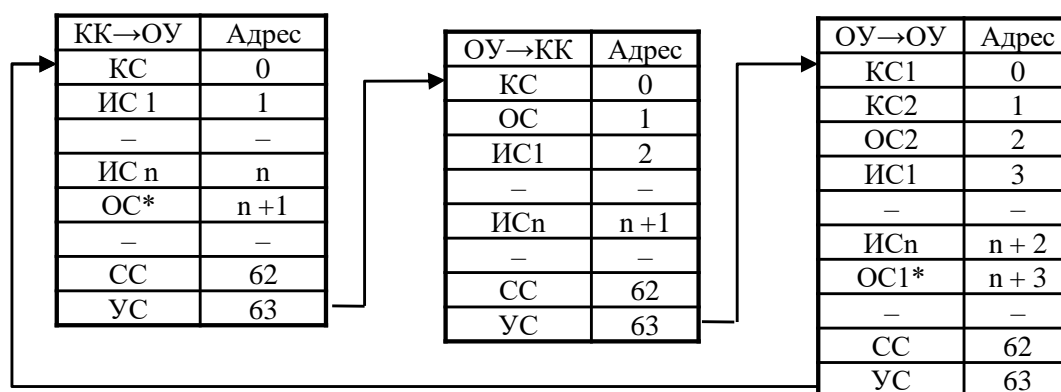 КК→ОУ Адрес
КС 0
ИС 1 1
– –
ИС n n
ОС* n +1
– –
СС 62
УС 63
ОУ→КК Адрес
КС 0
ОС 1
ИС1 2
– –
ИСn n +1
– –
СС 62
УС 63
ОУ→ОУ Адрес
КС1 0
КС2 1
ОС2 2
ИС1 3
– –
ИСn n + 2
ОС1* n + 3
– –
СС 62
УС 63